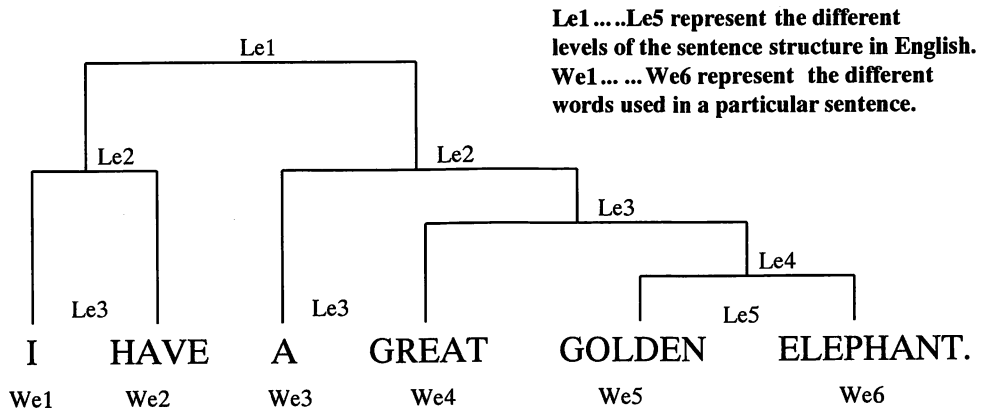 Le1.....Le5 represent the different
levels of the sentence structure in English.
We1... ...We6 represent the different
words used in a particular sentence.
Le1
Le2 Le2
Le3
Le4
Le3 Le3 Le5
I HAVE A GREAT GOLDEN ELEPHANT.
We1 We2 We3 We4 We5 We6